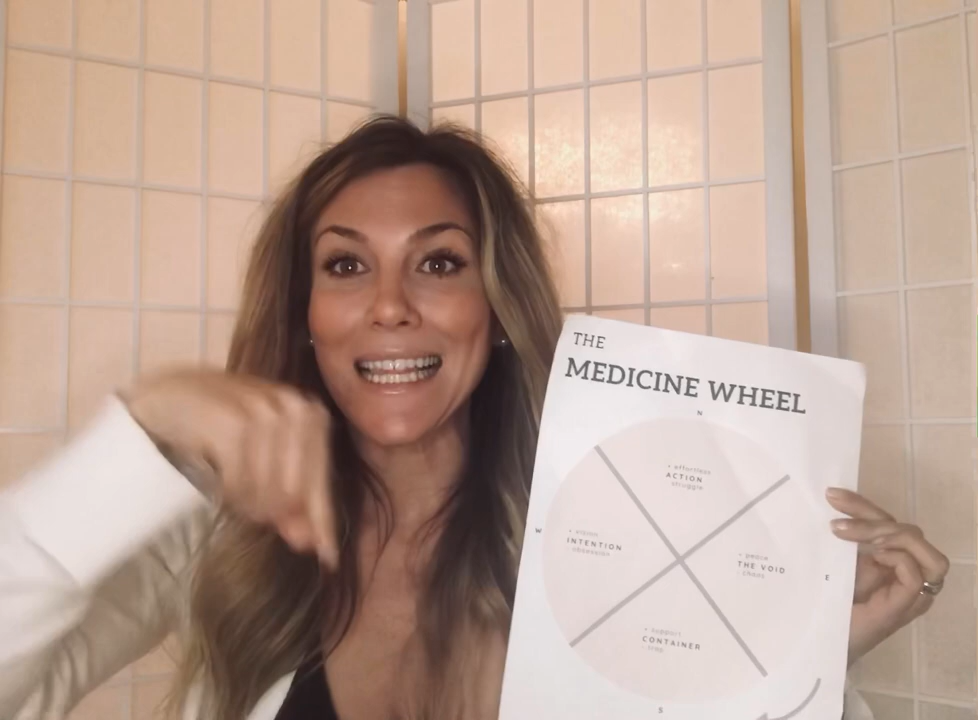 THE
MEDICINE WHEEL
N
+ effortless
ACTION
- struggle
W
+ vision
INTENTION
- obsession
+ peace
THE VOID
- chaos
E
+ support
CONTAINER
- trap
S